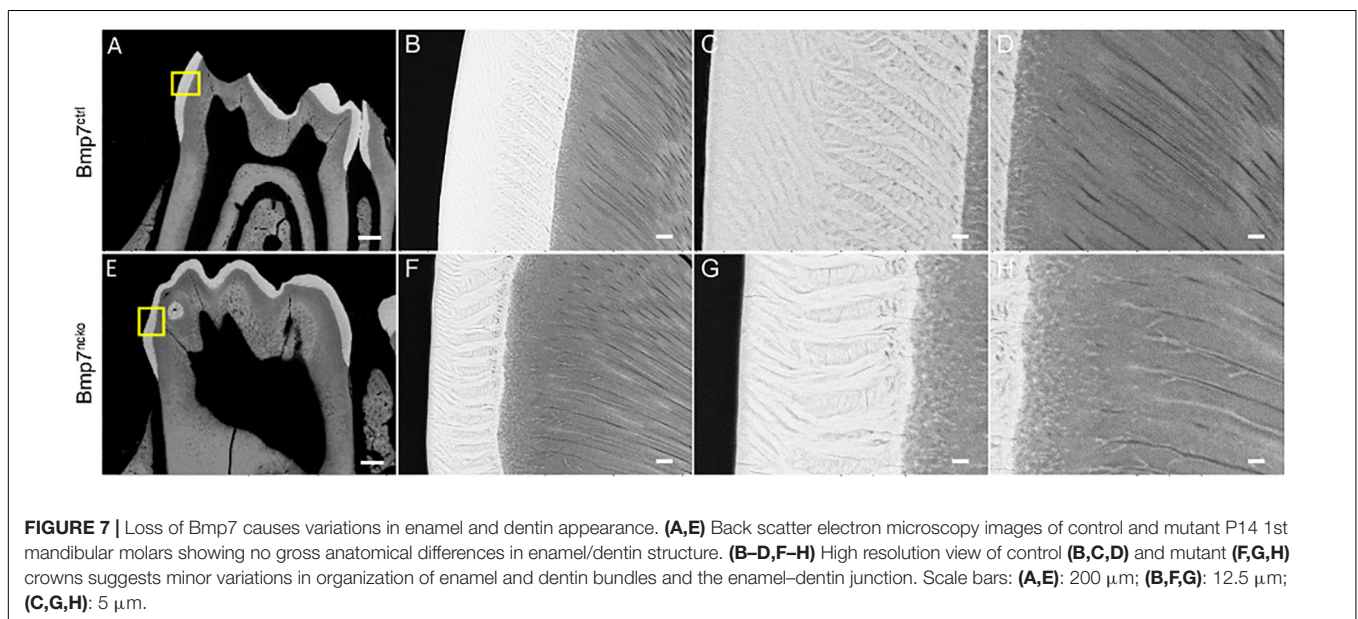 A B C D
Bmp7ctrl
E F G H
Bmp7ncko
FIGURE 7 | Loss of Bmp7 causes variations in enamel and dentin appearance. (A,E) Back scatter electron microscopy images of control and mutant P14 1st
mandibular molars showing no gross anatomical differences in enamel/dentin structure. (B–D,F–H) High resolution view of control (B,C,D) and mutant (F,G,H)
crowns suggests minor variations in organization of enamel and dentin bundles and the enamel–dentin junction. Scale bars: (A,E): 200 μm; (B,F,G): 12.5 μm;
(C,G,H): 5 μm.